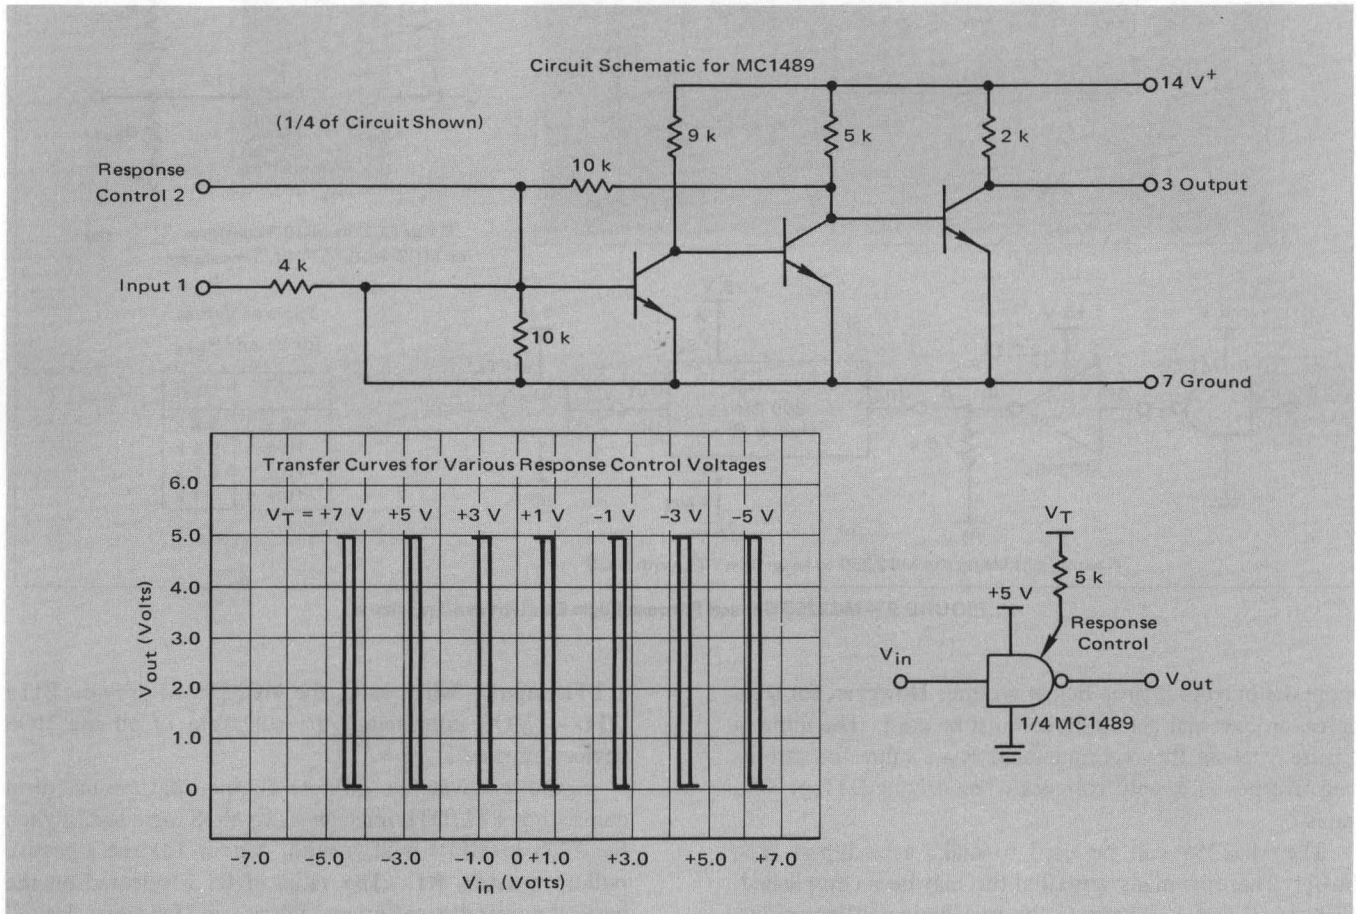 Circuit Schematic for MC1489
14 V+
(1/4 of Circuit Shown)
9 k
5 k
2 k
10 k
Response
Control 2
3 Output
4 k
Input 1
10 k
7 Ground
Transfer Curves for Various Response Control Voltages
6.0
VT = +7 V +5 V +3 V +1 V –1 V –3 V –5 V
5.0
4.0
3.0
2.0
1.0
0
Vout (Volts)
–7.0 –5.0 –3.0 –1.0 0 +1.0 +3.0 +5.0 +7.0
Vin (Volts)
VT
5 k
+5 V
Response
Control
Vin
Vout
1/4 MC1489